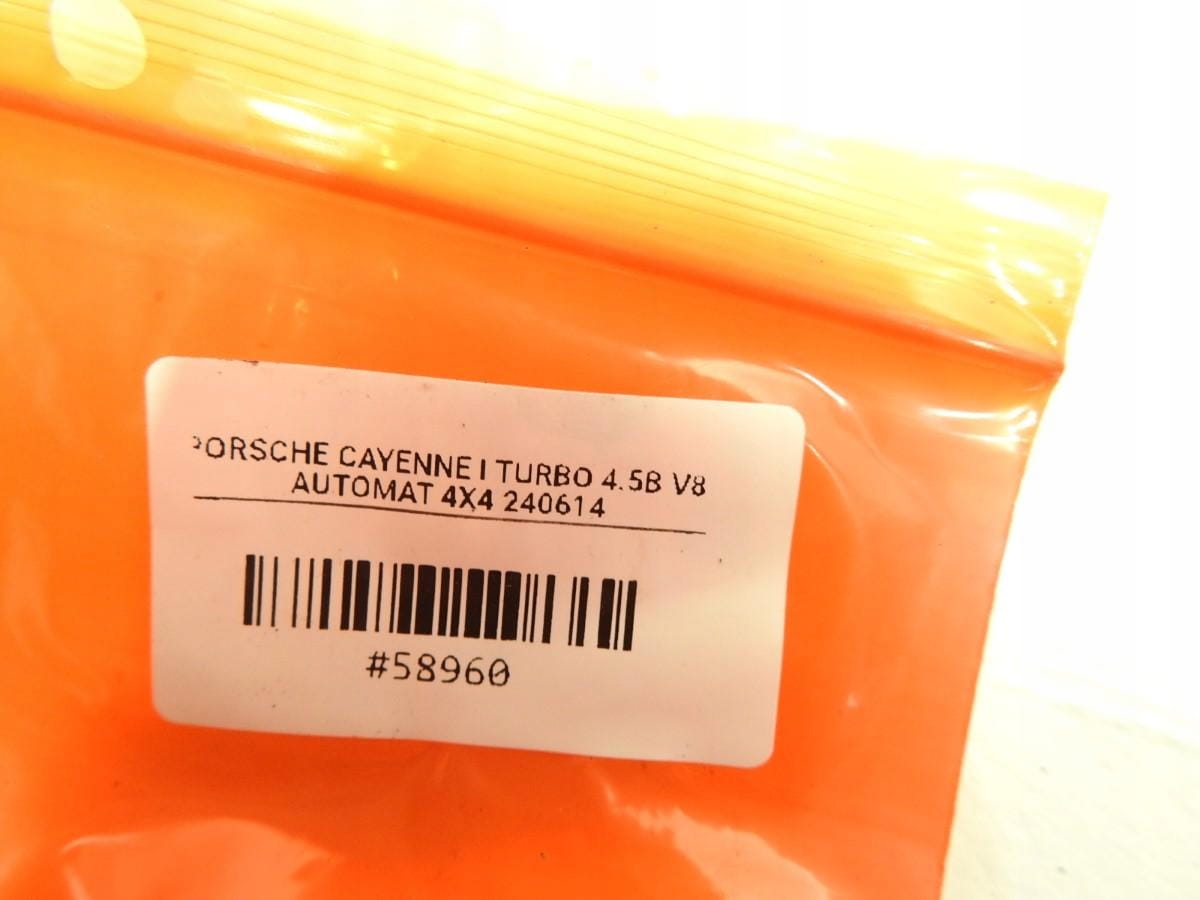 PORSCHE CAYENNE I TURBO 4.5B V8
AUTOMAT 4X4 240614
#58960